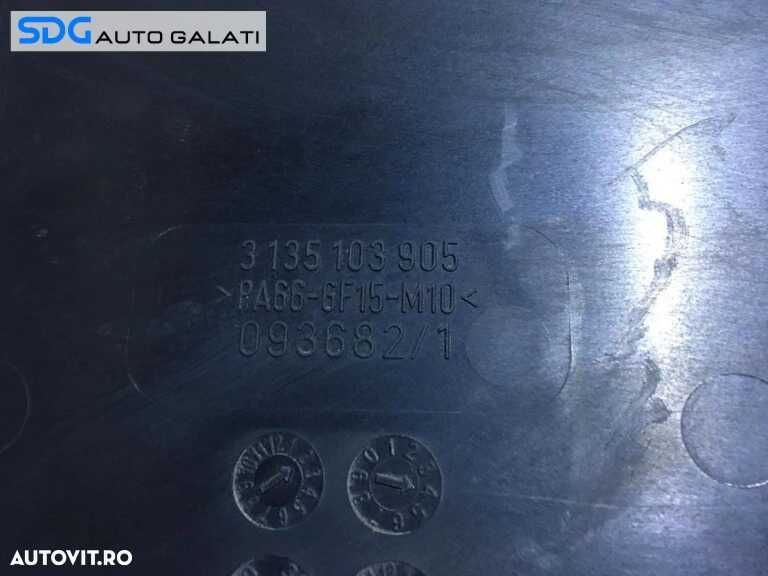 SDG AUTO GALATI
3 135 103 905
>PA66-GF15-M10<
093682/1
AUTOVIT.RO